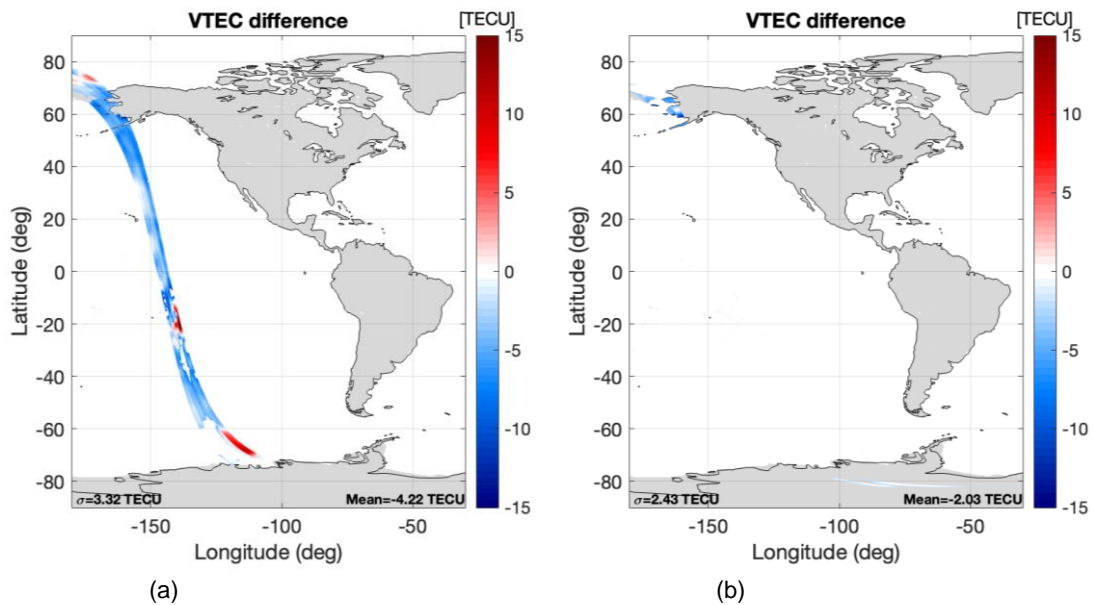 VTEC difference
[TECU]
15
10
5
0
-5
-10
-15
80
60
40
20
0
-20
-40
-60
-80
Latitude (deg)
σ=3.32 TECU
Mean=-4.22 TECU
-150
-100
-50
Longitude (deg)
(a)
VTEC difference
[TECU]
15
10
5
0
-5
-10
-15
80
60
40
20
0
-20
-40
-60
-80
Latitude (deg)
σ=2.43 TECU
Mean=-2.03 TECU
-150
-100
-50
Longitude (deg)
(b)